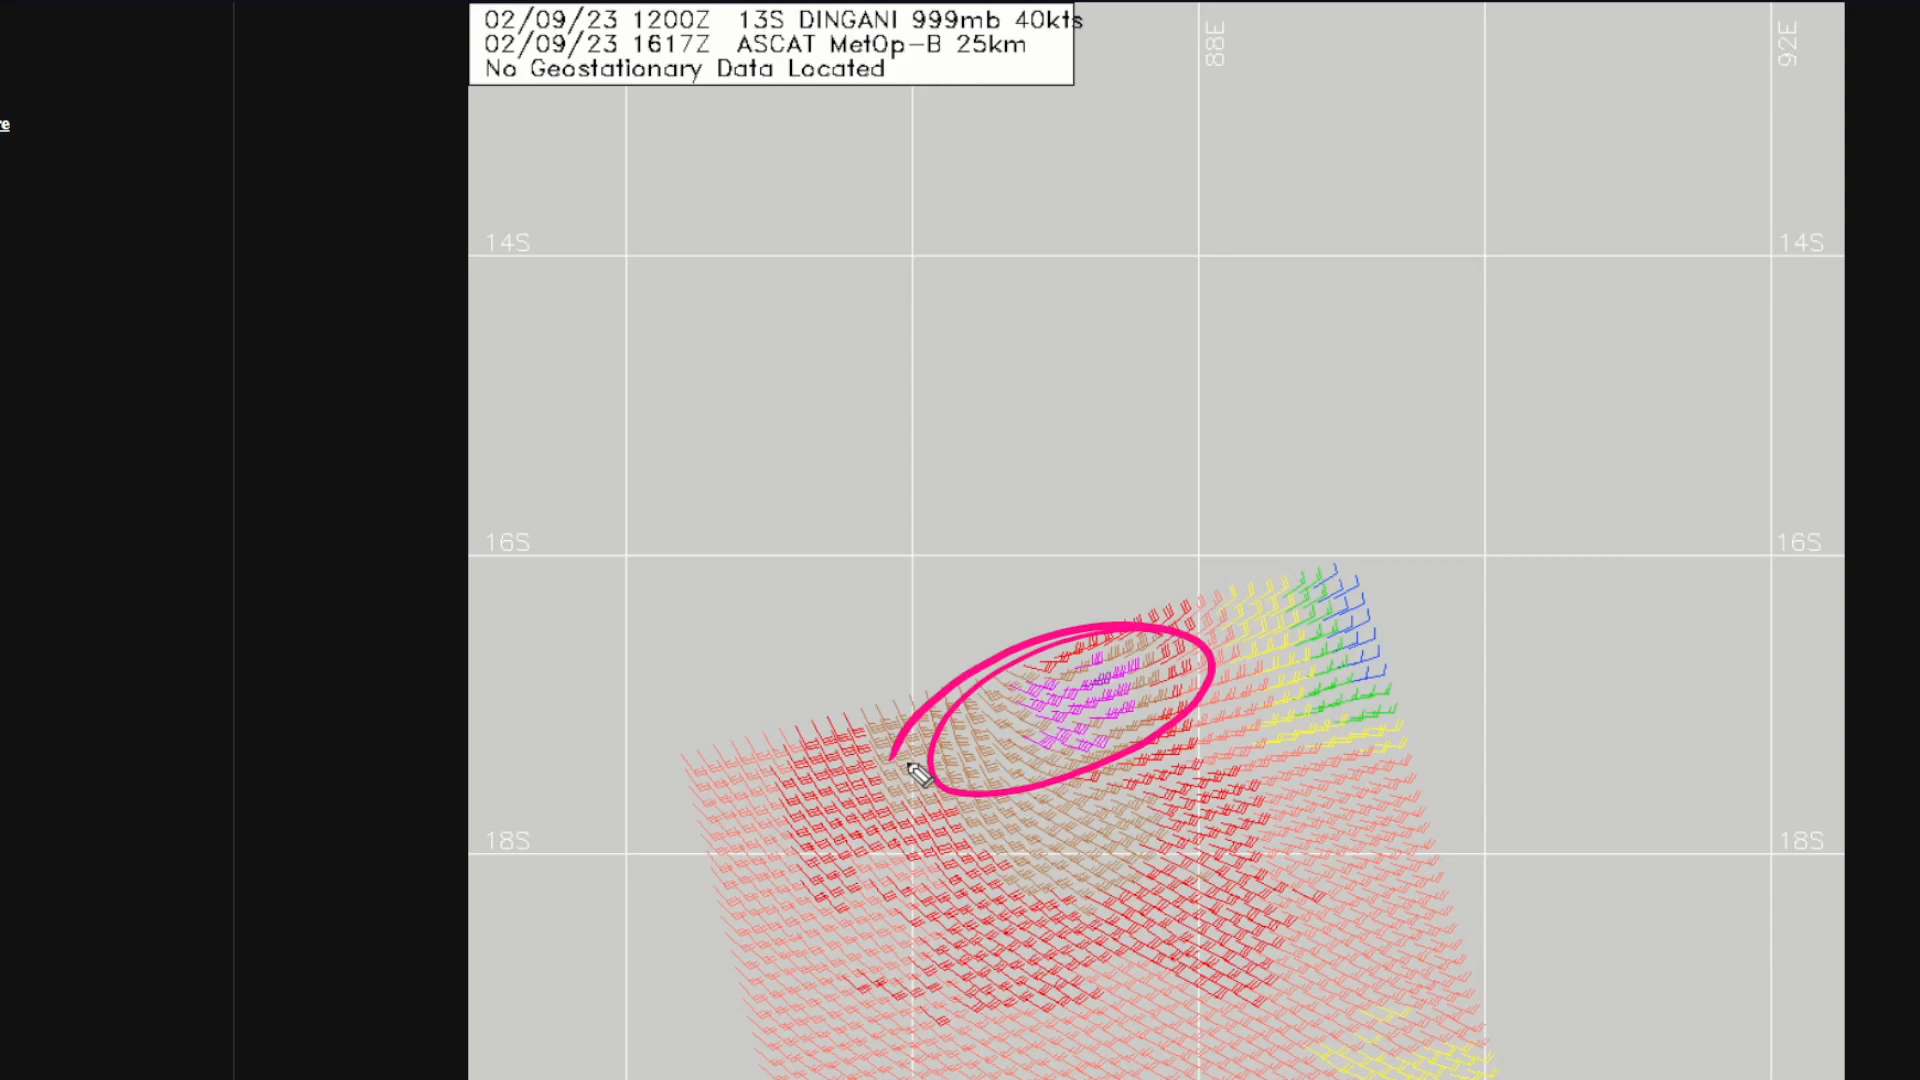 02/09/23 1200Z 13S DINGANI 999mb 40kts
02/09/23 1617Z ASCAT MetOp-B 25km
No Geostationary Data Located
88E
92E
re
14S
14S
16S
16S
18S
18S